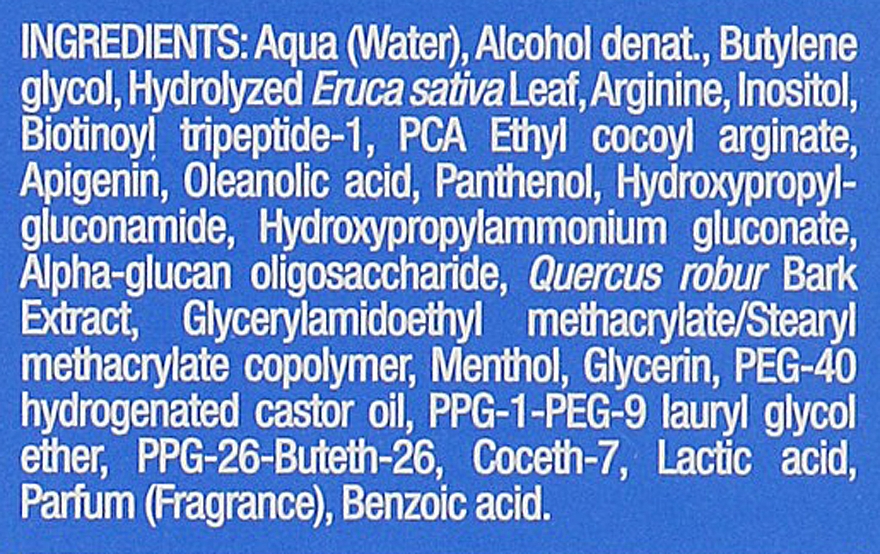 INGREDIENTS: Aqua (Water), Alcohol denat., Butylene
glycol, Hydrolyzed Eruca sativa Leaf, Arginine, Inositol,
Biotinoyl tripeptide-1, PCA Ethyl cocoyl arginate,
Apigenin, Oleanolic acid, Panthenol, Hydroxypropyl-
gluconamide, Hydroxypropylammonium gluconate,
Alpha-glucan oligosaccharide, Quercus robur Bark
Extract, Glycerylamidoethyl methacrylate/Stearyl
methacrylate copolymer, Menthol, Glycerin, PEG-40
hydrogenated castor oil, PPG-1-PEG-9 lauryl glycol
ether, PPG-26-Buteth-26, Coceth-7, Lactic acid,
Parfum (Fragrance), Benzoic acid.